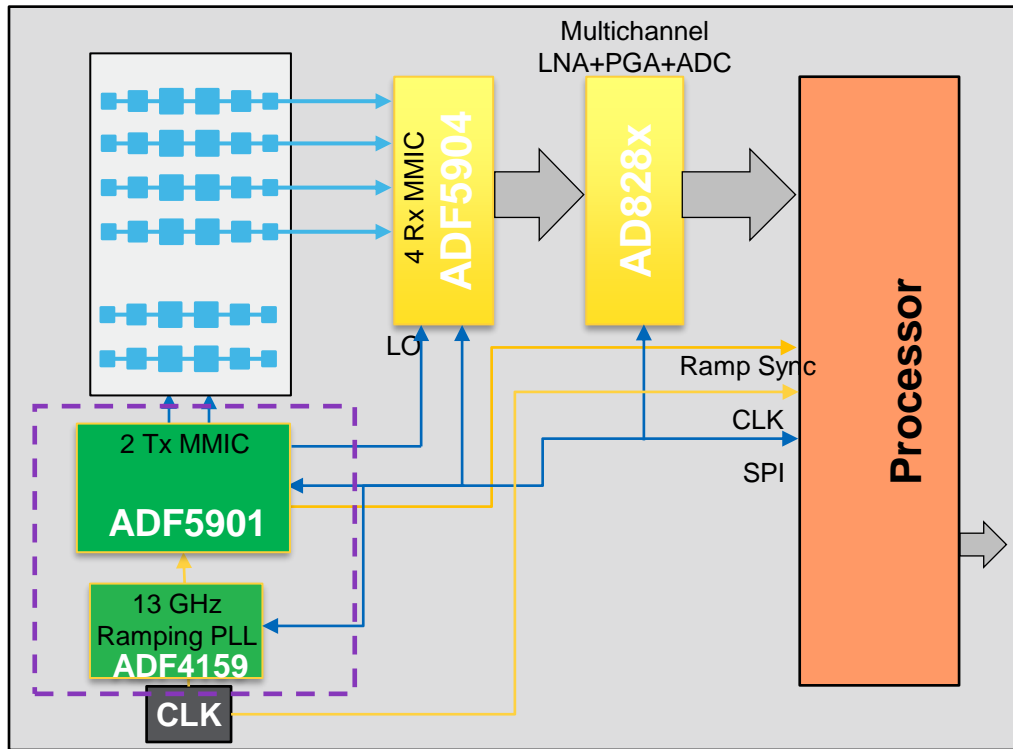 Multichannel
LNA+PGA+ADC
4 Rx MMIC
ADF5904
AD828x
Processor
LO
Ramp Sync
CLK
SPI
2 Tx MMIC
ADF5901
13 GHz
Ramping PLL
ADF4159
CLK